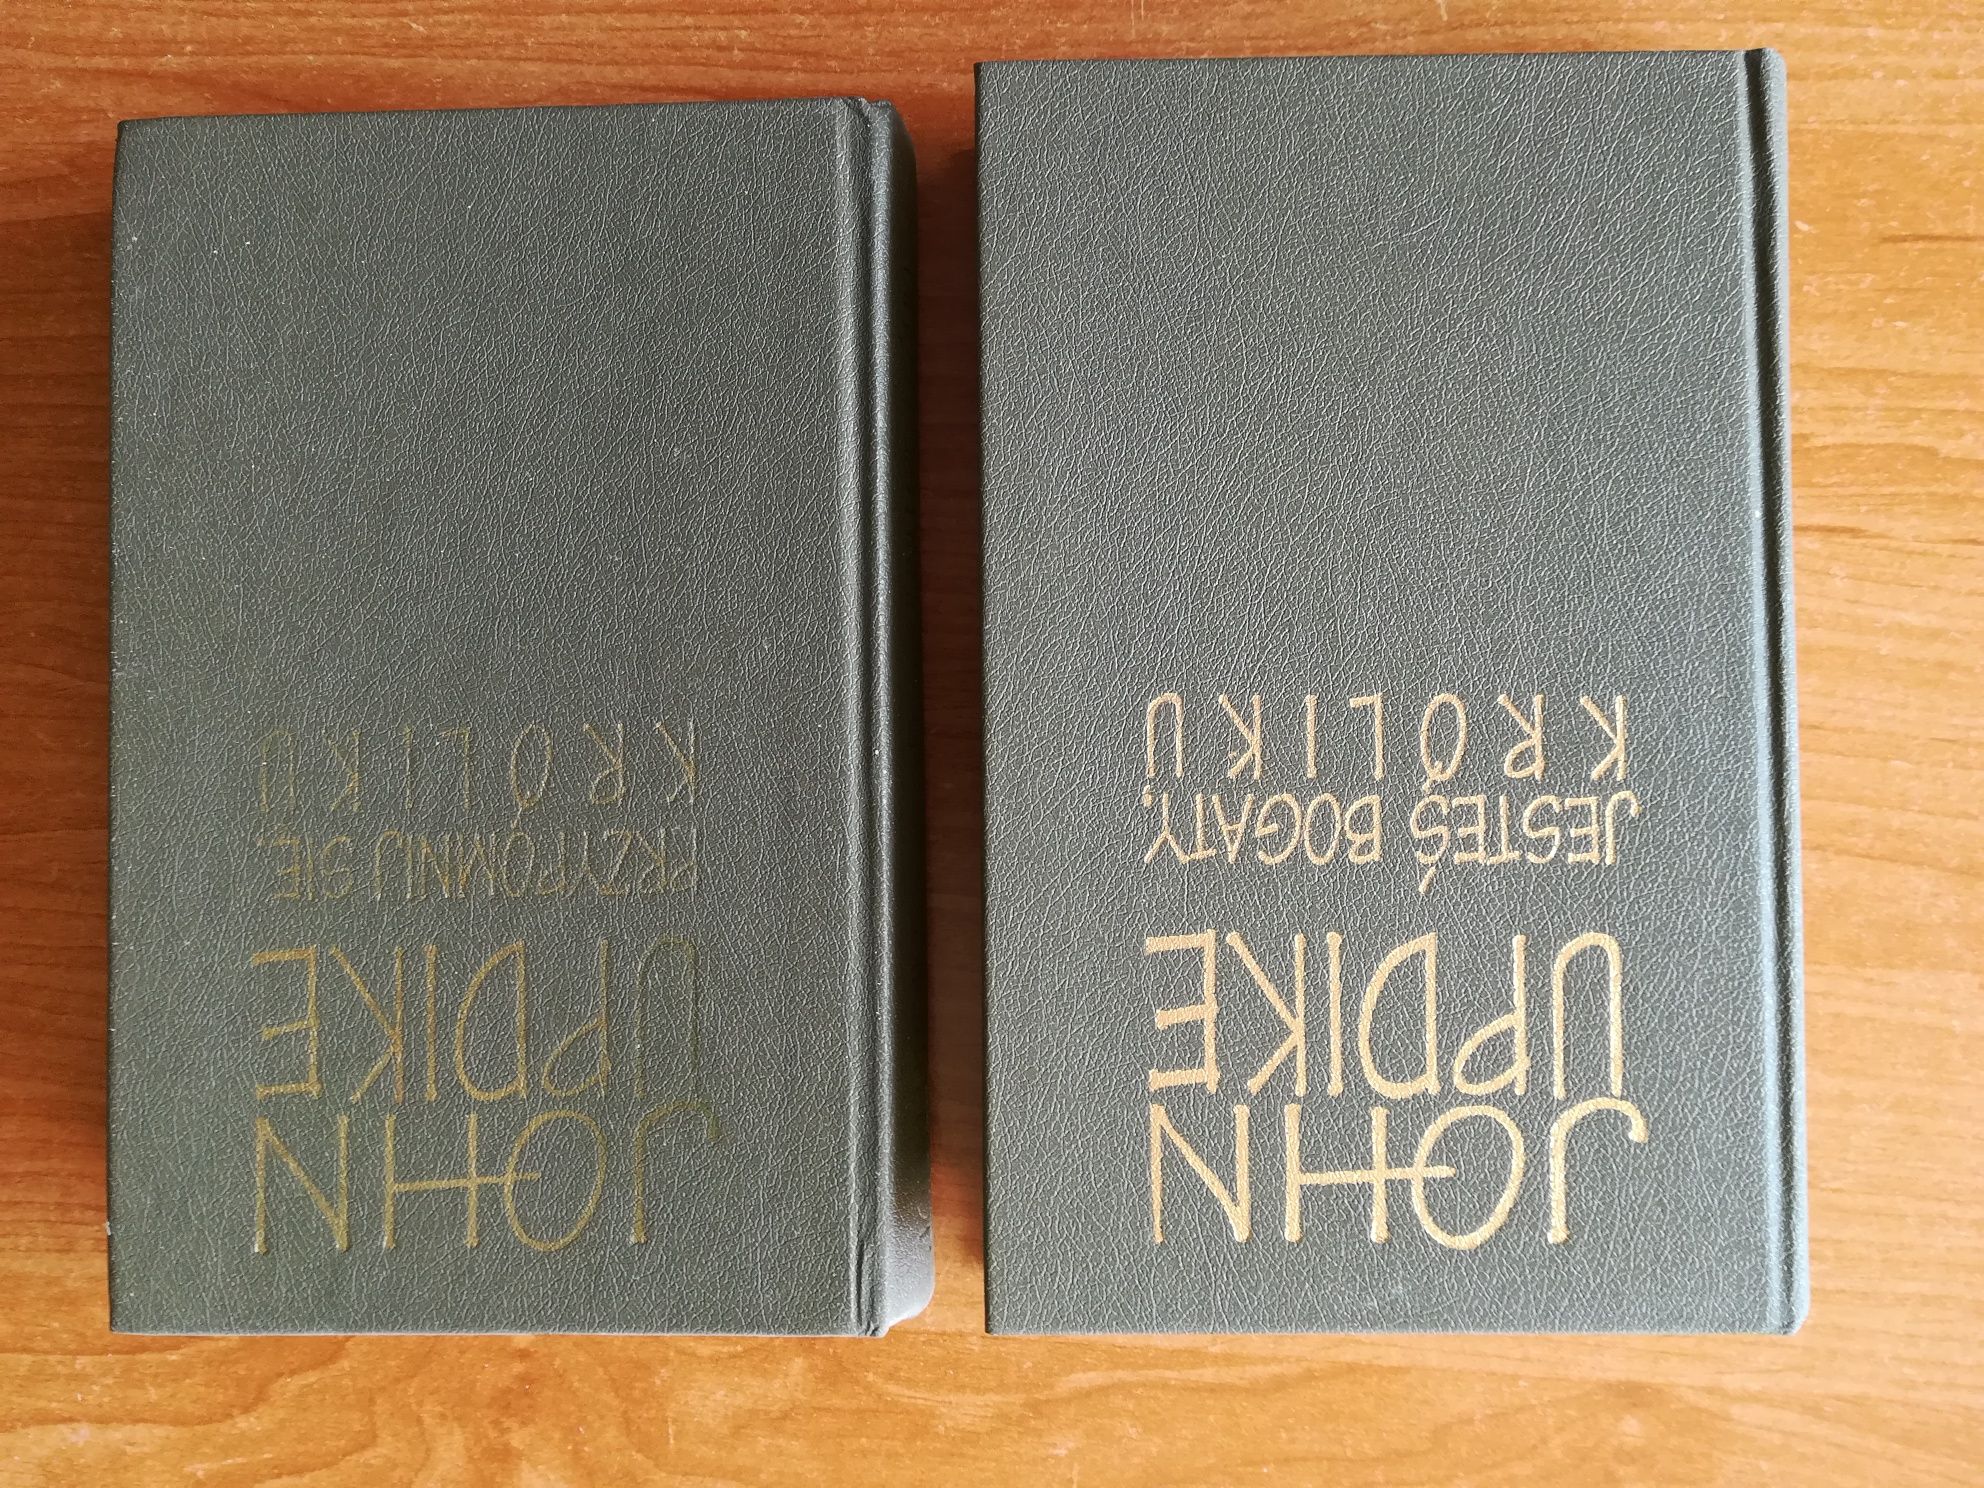 JOHN
UPDIKE
JESTEŚ BOGATY,
KRÓLIKU
JOHN
UPDIKE
PRZYPOMNIJ SIĘ,
KRÓLIKU